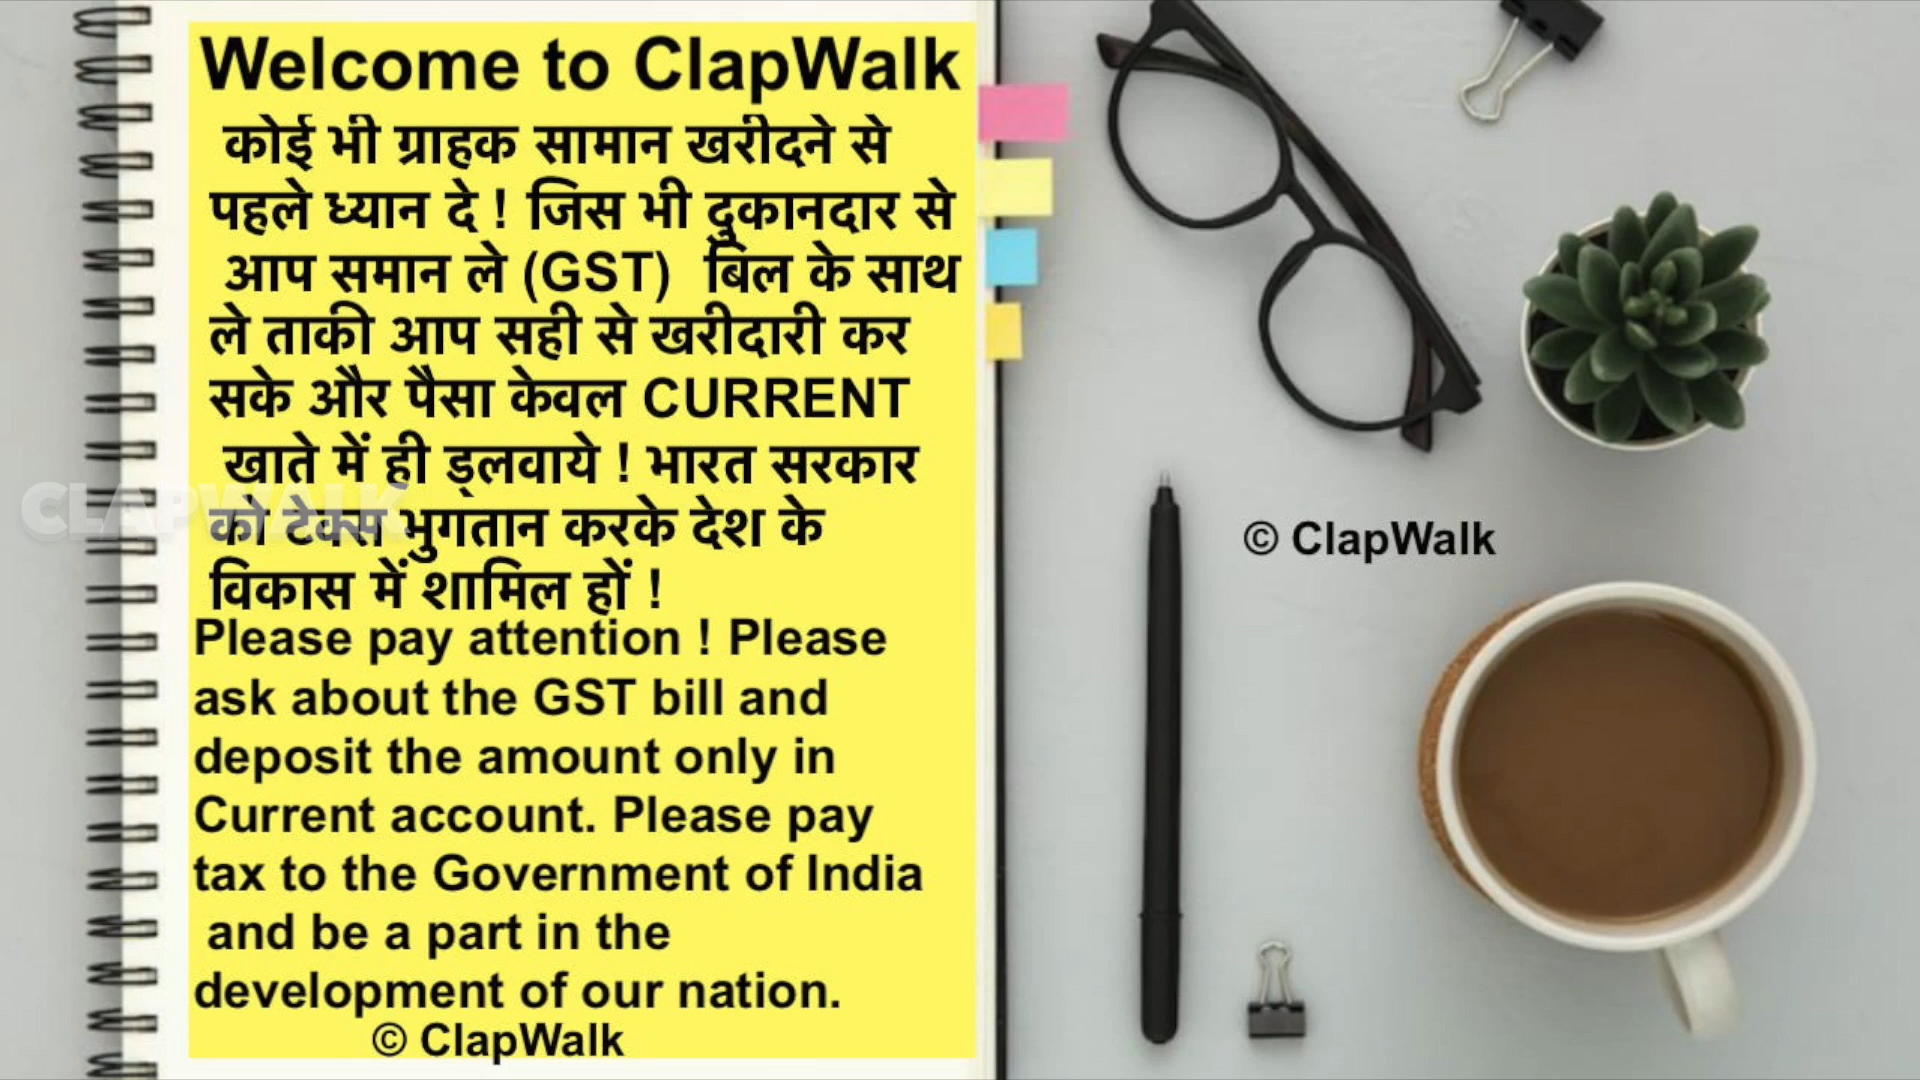 Welcome to ClapWalk
कोई भी ग्राहक सामान खरीदने से
पहले ध्यान दे ! जिस भी दुकानदार से
आप समान ले (GST) बिल के साथ
ले ताकी आप सही से खरीदारी कर
सके और पैसा केवल CURRENT
खाते में ही ड्लवाये ! भारत सरकार
को टेक्स भुगतान करके देश के
विकास में शामिल हों !
Please pay attention ! Please
ask about the GST bill and
deposit the amount only in
Current account. Please pay
tax to the Government of India
and be a part in the
development of our nation.
© ClapWalk
CLAPWALK
© ClapWalk